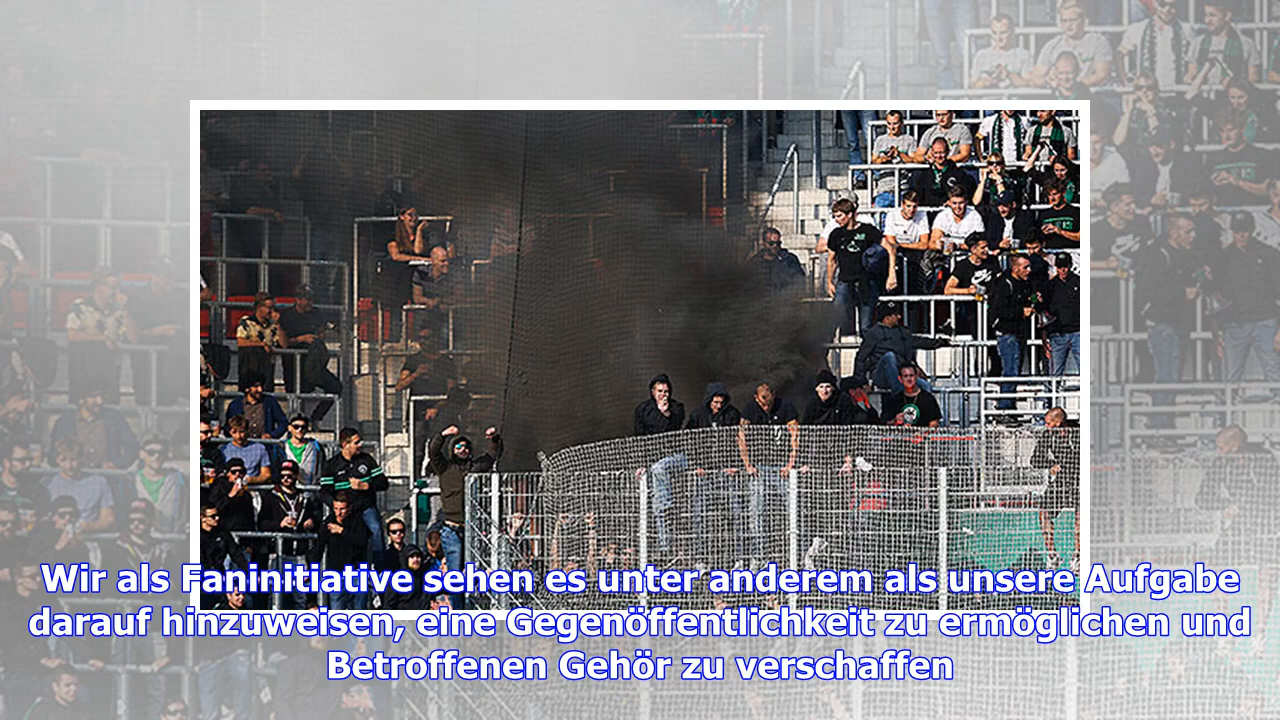 Wir als Faninitiative sehen es unter anderem als unsere Aufgabe
darauf hinzuweisen, eine Gegenöffentlichkeit zu ermöglichen und
Betroffenen Gehör zu verschaffen